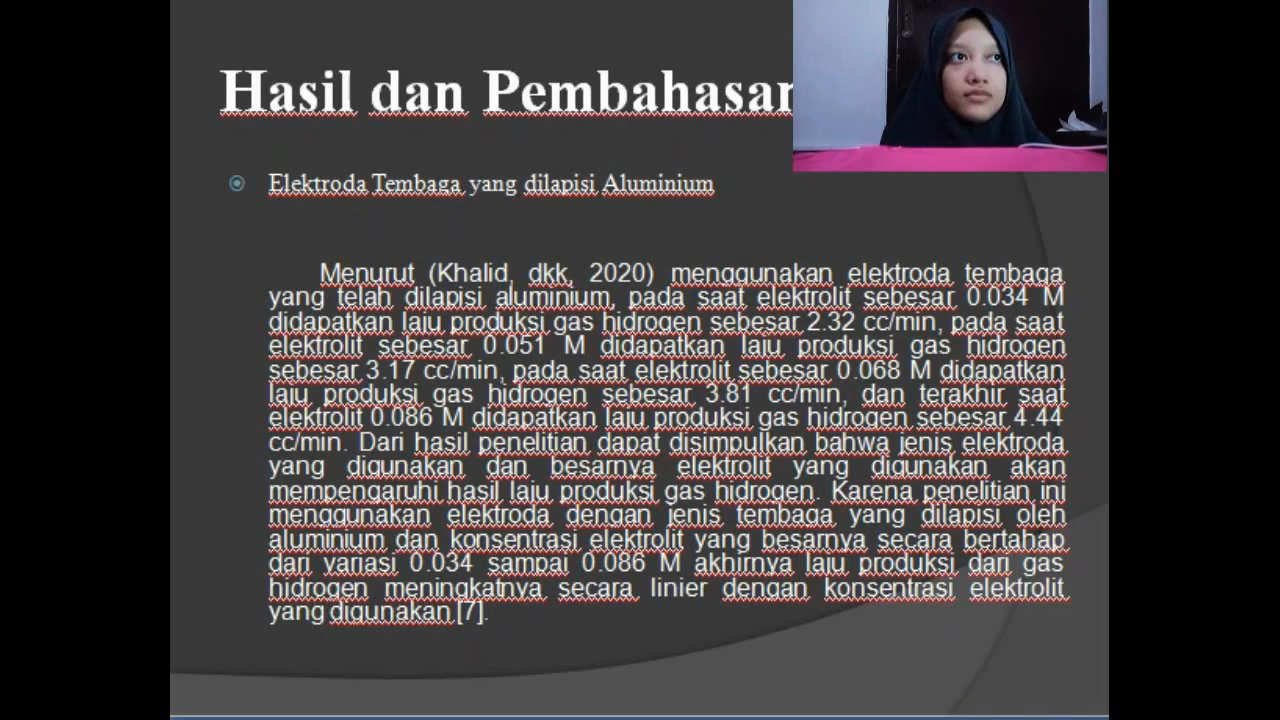 Hasil dan Pembahasan
Elektroda Tembaga yang dilapisi Aluminium
Menurut (Khalid, dkk, 2020) menggunakan elektroda tembaga
yang telah dilapisi aluminium, pada saat elektrolit sebesar 0.034 M
didapatkan laju produksi gas hidrogen sebesar 2.32 cc/min, pada saat
elektrolit sebesar 0.051 M didapatkan laju produksi gas hidrogen
sebesar 3.17 cc/min, pada saat elektrolit sebesar 0.068 M didapatkan
laju produksi gas hidrogen sebesar 3.81 cc/min, dan terakhir saat
elektrolit 0.086 M didapatkan laju produksi gas hidrogen sebesar 4.44
cc/min. Dari hasil penelitian dapat disimpulkan bahwa jenis elektroda
yang digunakan dan besarnya elektrolit yang digunakan akan
mempengaruhi hasil laju produksi gas hidrogen. Karena penelitian ini
menggunakan elektroda dengan jenis tembaga yang dilapisi oleh
aluminium dan konsentrasi elektrolit yang besarnya secara bertahap
dari variasi 0.034 sampai 0.086 M akhirnya laju produksi dari gas
hidrogen meningkatnya secara linier dengan konsentrasi elektrolit
yang digunakan [7].